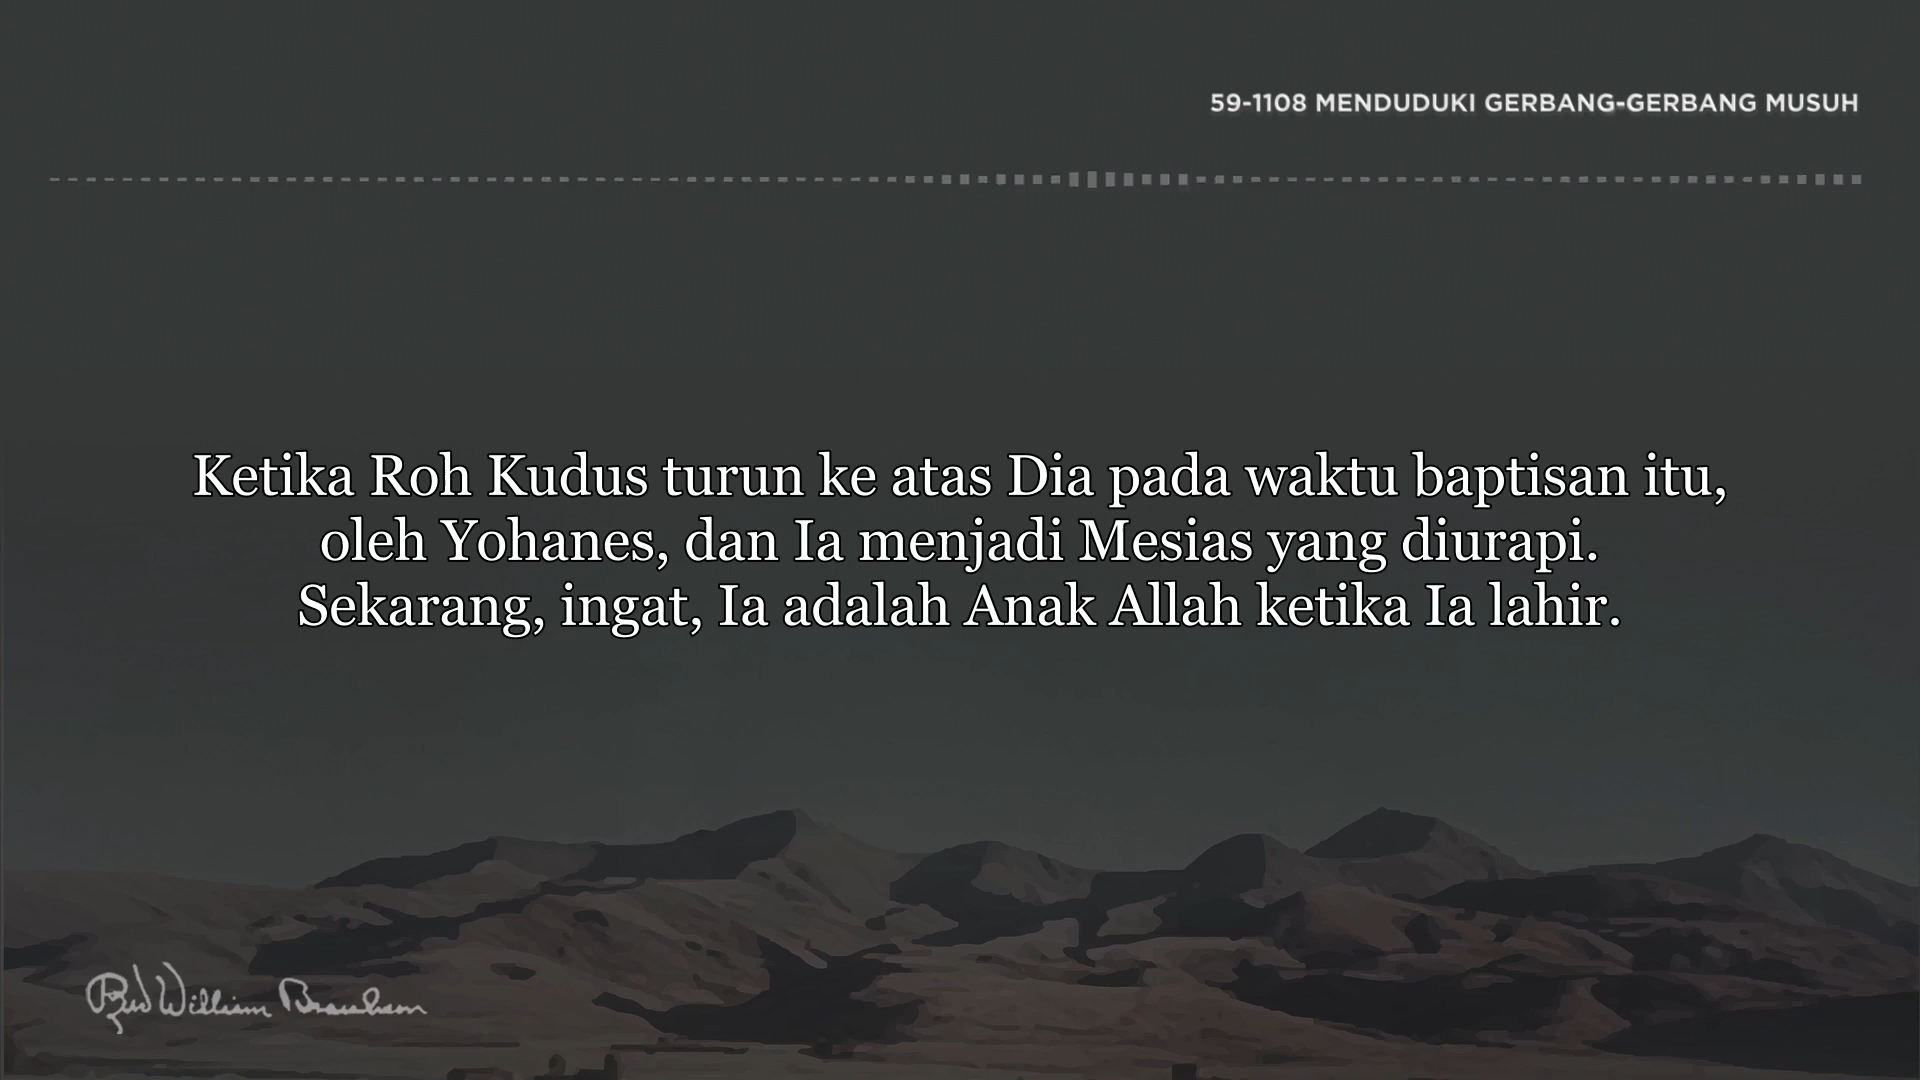 59-1108 MENDUDUKI GERBANG-GERBANG MUSUH
Ketika Roh Kudus turun ke atas Dia pada waktu baptisan itu,
oleh Yohanes, dan Ia menjadi Mesias yang diurapi.
Sekarang, ingat, Ia adalah Anak Allah ketika Ia lahir.
Rev William Branham